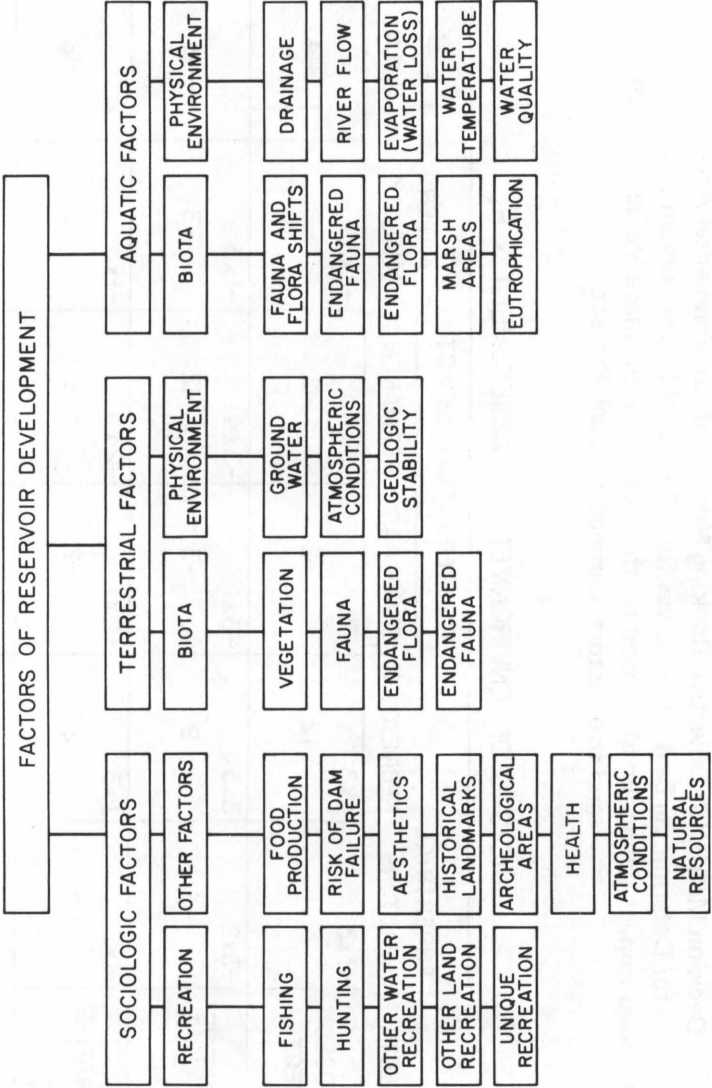 FACTORS OF RESERVOIR DEVELOPMENT
SOCIOLOGIC FACTORS
RECREATION
FISHING
HUNTING
OTHER WATER
RECREATION
OTHER LAND
RECREATION
UNIQUE
RECREATION
OTHER FACTORS
FOOD
PRODUCTION
RISK OF DAM
FAILURE
AESTHETICS
HISTORICAL
LANDMARKS
ARCHEOLOGICAL
AREAS
HEALTH
ATMOSPHERIC
CONDITIONS
NATURAL
RESOURCES
TERRESTRIAL FACTORS
BIOTA
VEGETATION
FAUNA
ENDANGERED
FLORA
ENDANGERED
FAUNA
PHYSICAL
ENVIRONMENT
GROUND
WATER
ATMOSPHERIC
CONDITIONS
GEOLOGIC
STABILITY
AQUATIC FACTORS
BIOTA
FAUNA AND
FLORA SHIFTS
ENDANGERED
FAUNA
ENDANGERED
FLORA
MARSH
AREAS
EUTROPHICATION
PHYSICAL
ENVIRONMENT
DRAINAGE
RIVER FLOW
EVAPORATION
(WATER LOSS)
WATER
TEMPERATURE
WATER
QUALITY